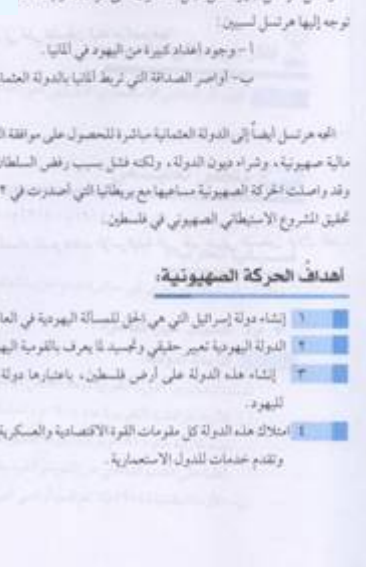 توجه إليها هرتسل لسببين:
أ- وجود أعداد كبيرة من اليهود في ألمانيا.
ب- أواصر الصداقة التي تربط ألمانيا بالدولة العثما
اتجه هرتسل أيضاً إلى الدولة العثمانية مباشرة للحصول على موافقة ال
مالية صهيونية، وشراء ديون الدولة، ولكنه فشل بسبب رفض السلطان
وقد واصلت الحركة الصهيونية مساعيها مع بريطانيا التي أصدرت في ٢
تحقيق المشروع الاستيطاني الصهيوني في فلسطين.
أهداف الحركة الصهيونية:
١ إنشاء دولة إسرائيل التي هي الحل للمسألة اليهودية في العا
٢ الدولة اليهودية تعبير حقيقي وتجسيد لما يعرف بالقومية اليه
٣ إنشاء هذه الدولة على أرض فلسطين، باعتبارها دولة
لليهود.
٤ امتلاك هذه الدولة كل مقومات القوة الاقتصادية والعسكرية
وتقدم خدمات للدول الاستعمارية.